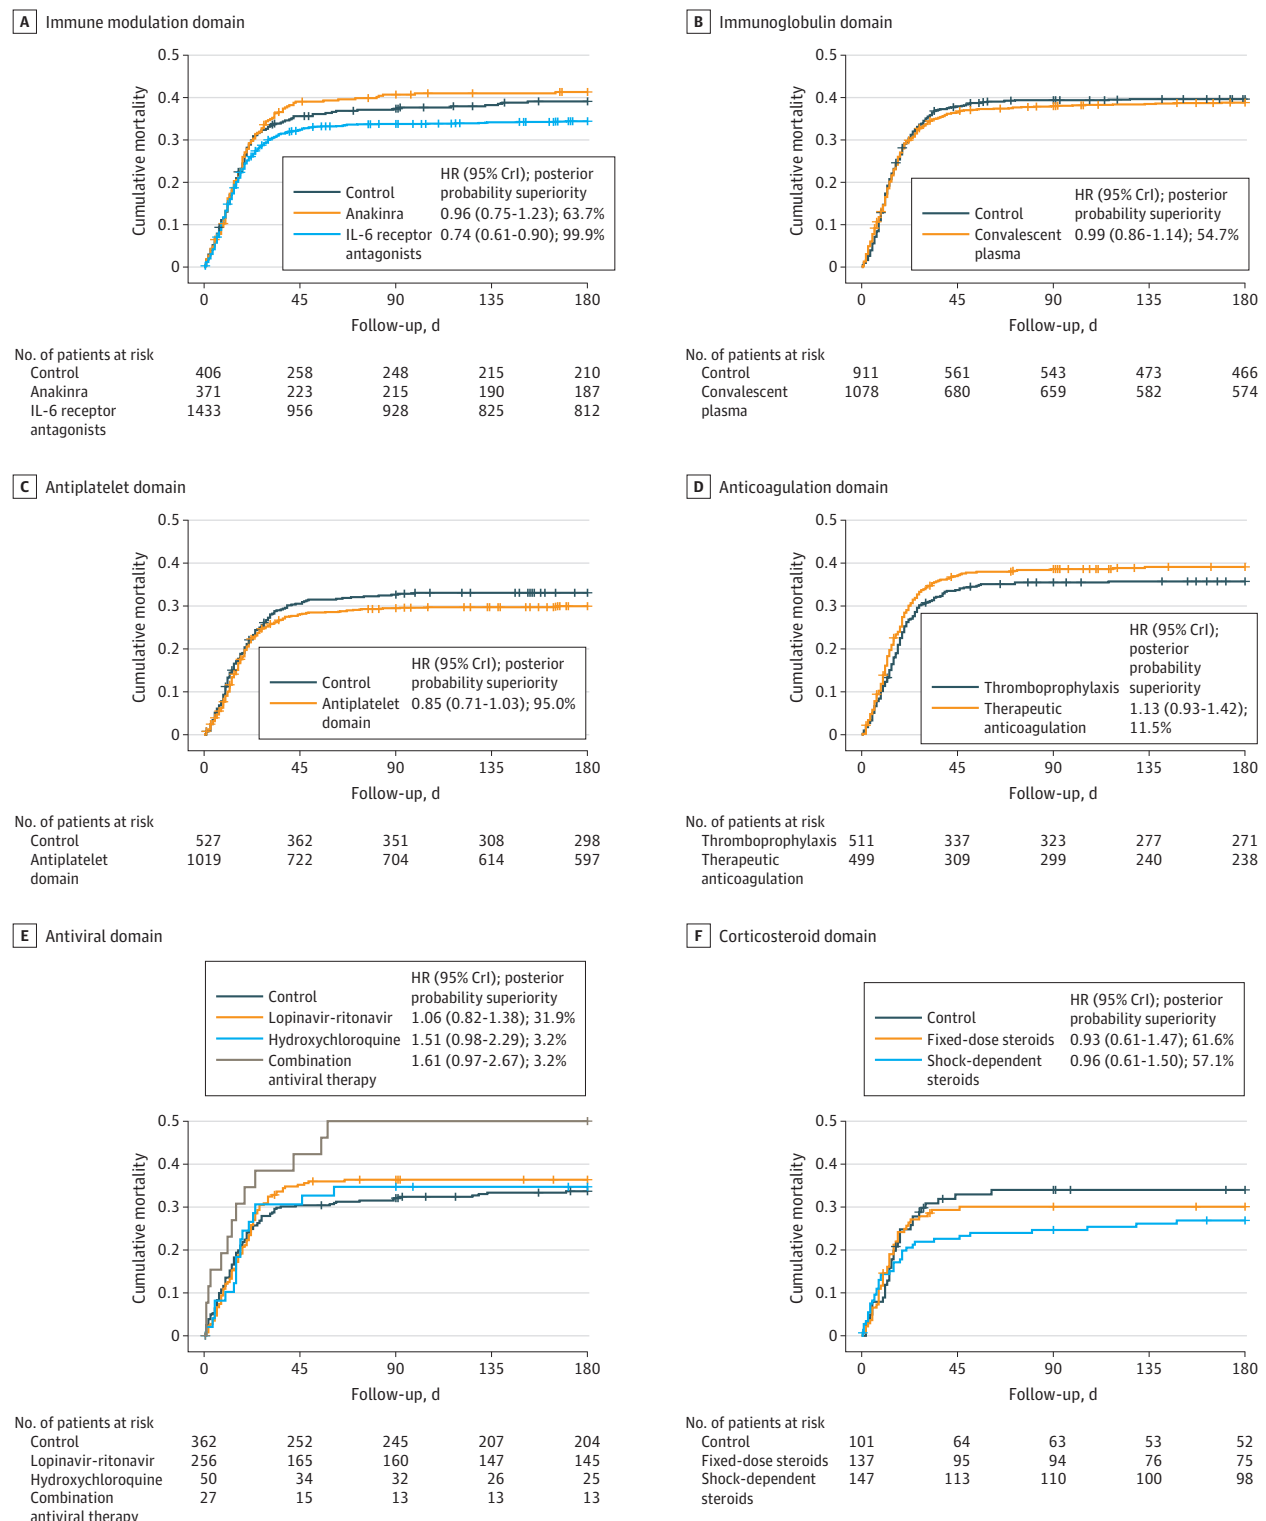 A Immune modulation domain
0.5
0.4
0.3
0.2
0.1
0
Cumulative mortality
HR (95% CrI); posterior
Control probability superiority
Anakinra 0.96 (0.75-1.23); 63.7%
IL-6 receptor 0.74 (0.61-0.90); 99.9%
antagonists
0 45 90 135 180
Follow-up, d
No. of patients at risk
Control 406 258 248 215 210
Anakinra 371 223 215 190 187
IL-6 receptor 1433 956 928 825 812
antagonists
B Immunoglobulin domain
0.5
0.4
0.3
0.2
0.1
0
Cumulative mortality
HR (95% CrI); posterior
Control probability superiority
Convalescent 0.99 (0.86-1.14); 54.7%
plasma
0 45 90 135 180
Follow-up, d
No. of patients at risk
Control 911 561 543 473 466
Convalescent 1078 680 659 582 574
plasma
C Antiplatelet domain
0.5
0.4
0.3
0.2
0.1
0
Cumulative mortality
HR (95% CrI); posterior
Control probability superiority
Antiplatelet 0.85 (0.71-1.03); 95.0%
domain
0 45 90 135 180
Follow-up, d
No. of patients at risk
Control 527 362 351 308 298
Antiplatelet 1019 722 704 614 597
domain
D Anticoagulation domain
0.5
0.4
0.3
0.2
0.1
0
Cumulative mortality
HR (95% CrI);
posterior
probability
Thromboprophylaxis superiority
Therapeutic 1.13 (0.93-1.42);
anticoagulation 11.5%
0 45 90 135 180
Follow-up, d
No. of patients at risk
Thromboprophylaxis 511 337 323 277 271
Therapeutic 499 309 299 240 238
anticoagulation
E Antiviral domain
HR (95% CrI); posterior
Control probability superiority
Lopinavir-ritonavir 1.06 (0.82-1.38); 31.9%
Hydroxychloroquine 1.51 (0.98-2.29); 3.2%
Combination 1.61 (0.97-2.67); 3.2%
antiviral therapy
0.5
0.4
0.3
0.2
0.1
0
Cumulative mortality
0 45 90 135 180
Follow-up, d
No. of patients at risk
Control 362 252 245 207 204
Lopinavir-ritonavir 256 165 160 147 145
Hydroxychloroquine 50 34 32 26 25
Combination 27 15 13 13 13
antiviral therapy
F Corticosteroid domain
HR (95% CrI); posterior
Control probability superiority
Fixed-dose steroids 0.93 (0.61-1.47); 61.6%
Shock-dependent 0.96 (0.61-1.50); 57.1%
steroids
0.5
0.4
0.3
0.2
0.1
0
Cumulative mortality
0 45 90 135 180
Follow-up, d
No. of patients at risk
Control 101 64 63 53 52
Fixed-dose steroids 137 95 94 76 75
Shock-dependent 147 113 110 100 98
steroids